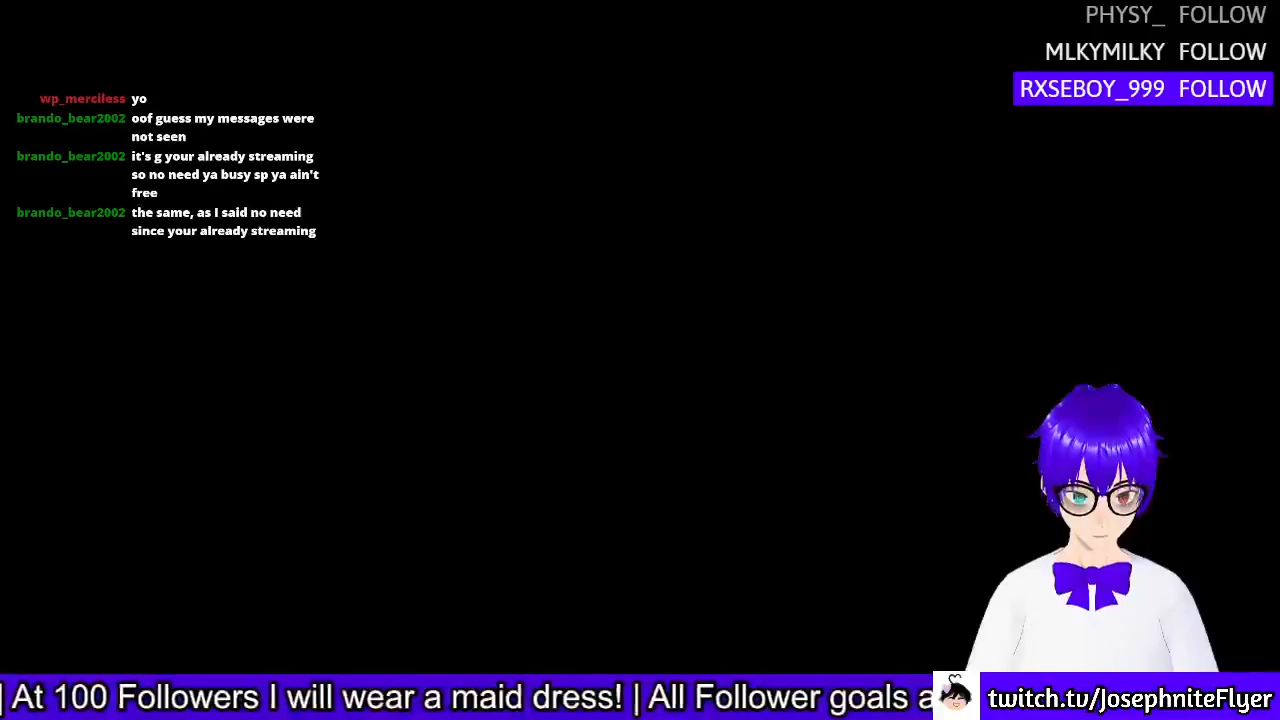 PHYSY_ FOLLOW
MLKYMILKY FOLLOW
RXSEBOY_999 FOLLOW
wp_merciless yo
brando_bear2002 oof guess my messages were
not seen
brando_bear2002 it's g your already streaming
so no need ya busy sp ya ain't
free
brando_bear2002 the same, as I said no need
since your already streaming
| At 100 Followers I will wear a maid dress! | All Follower goals a
twitch.tv/JosephniteFlyer